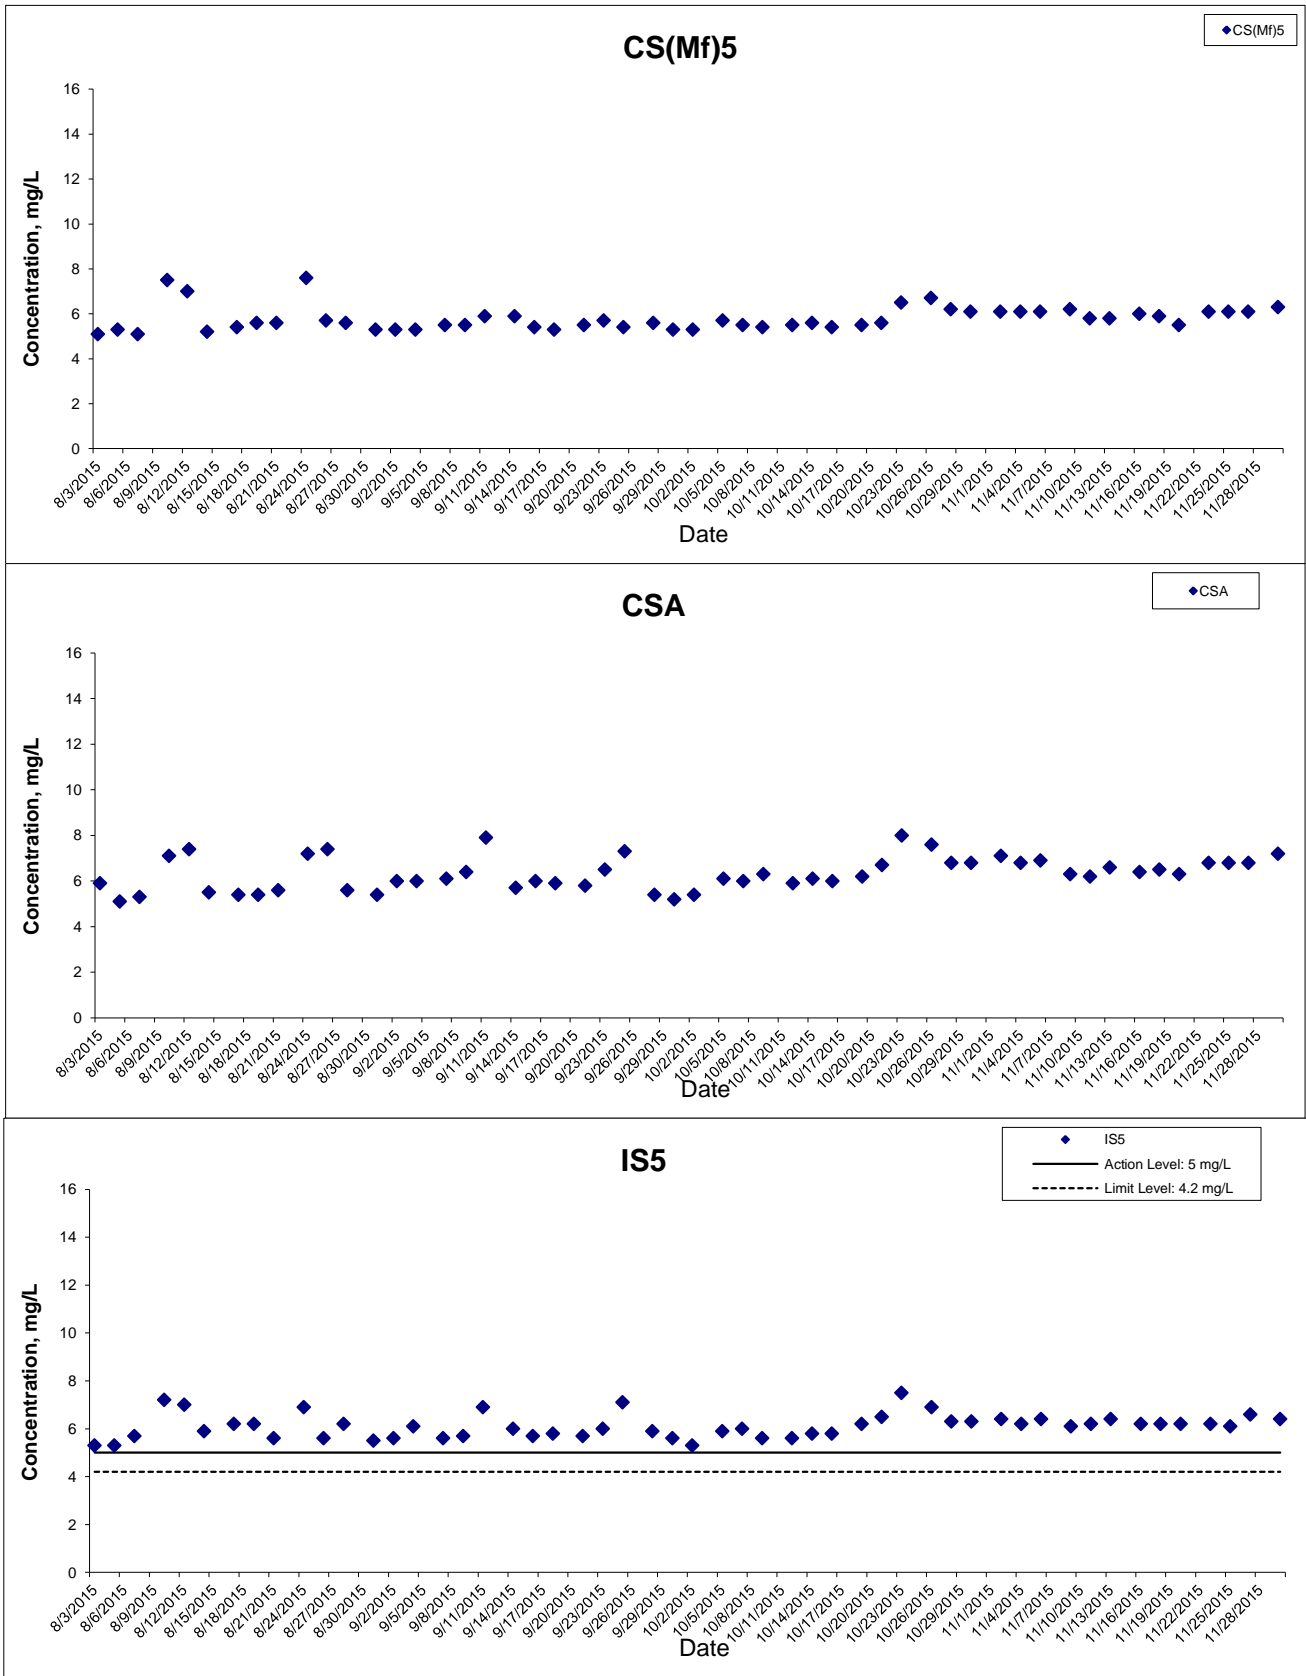 CS(Mf)5
CS(Mf)5
Concentration, mg/L
16
14
12
10
8
6
4
2
0
8/3/2015 8/6/2015 8/9/2015 8/12/2015 8/15/2015 8/18/2015 8/21/2015 8/24/2015 8/27/2015 8/30/2015 9/2/2015 9/5/2015 9/8/2015 9/11/2015 9/14/2015 9/17/2015 9/20/2015 9/23/2015 9/26/2015 9/29/2015 10/2/2015 10/5/2015 10/8/2015 10/11/2015 10/14/2015 10/17/2015 10/20/2015 10/23/2015 10/26/2015 10/29/2015 11/1/2015 11/4/2015 11/7/2015 11/10/2015 11/13/2015 11/16/2015 11/19/2015 11/22/2015 11/25/2015 11/28/2015
Date
CSA
CSA
Concentration, mg/L
16
14
12
10
8
6
4
2
0
8/3/2015 8/6/2015 8/9/2015 8/12/2015 8/15/2015 8/18/2015 8/21/2015 8/24/2015 8/27/2015 8/30/2015 9/2/2015 9/5/2015 9/8/2015 9/11/2015 9/14/2015 9/17/2015 9/20/2015 9/23/2015 9/26/2015 9/29/2015 10/2/2015 10/5/2015 10/8/2015 10/11/2015 10/14/2015 10/17/2015 10/20/2015 10/23/2015 10/26/2015 10/29/2015 11/1/2015 11/4/2015 11/7/2015 11/10/2015 11/13/2015 11/16/2015 11/19/2015 11/22/2015 11/25/2015 11/28/2015
Date
IS5
IS5
Action Level: 5 mg/L
Limit Level: 4.2 mg/L
Concentration, mg/L
16
14
12
10
8
6
4
2
0
8/3/2015 8/6/2015 8/9/2015 8/12/2015 8/15/2015 8/18/2015 8/21/2015 8/24/2015 8/27/2015 8/30/2015 9/2/2015 9/5/2015 9/8/2015 9/11/2015 9/14/2015 9/17/2015 9/20/2015 9/23/2015 9/26/2015 9/29/2015 10/2/2015 10/5/2015 10/8/2015 10/11/2015 10/14/2015 10/17/2015 10/20/2015 10/23/2015 10/26/2015 10/29/2015 11/1/2015 11/4/2015 11/7/2015 11/10/2015 11/13/2015 11/16/2015 11/19/2015 11/22/2015 11/25/2015 11/28/2015
Date